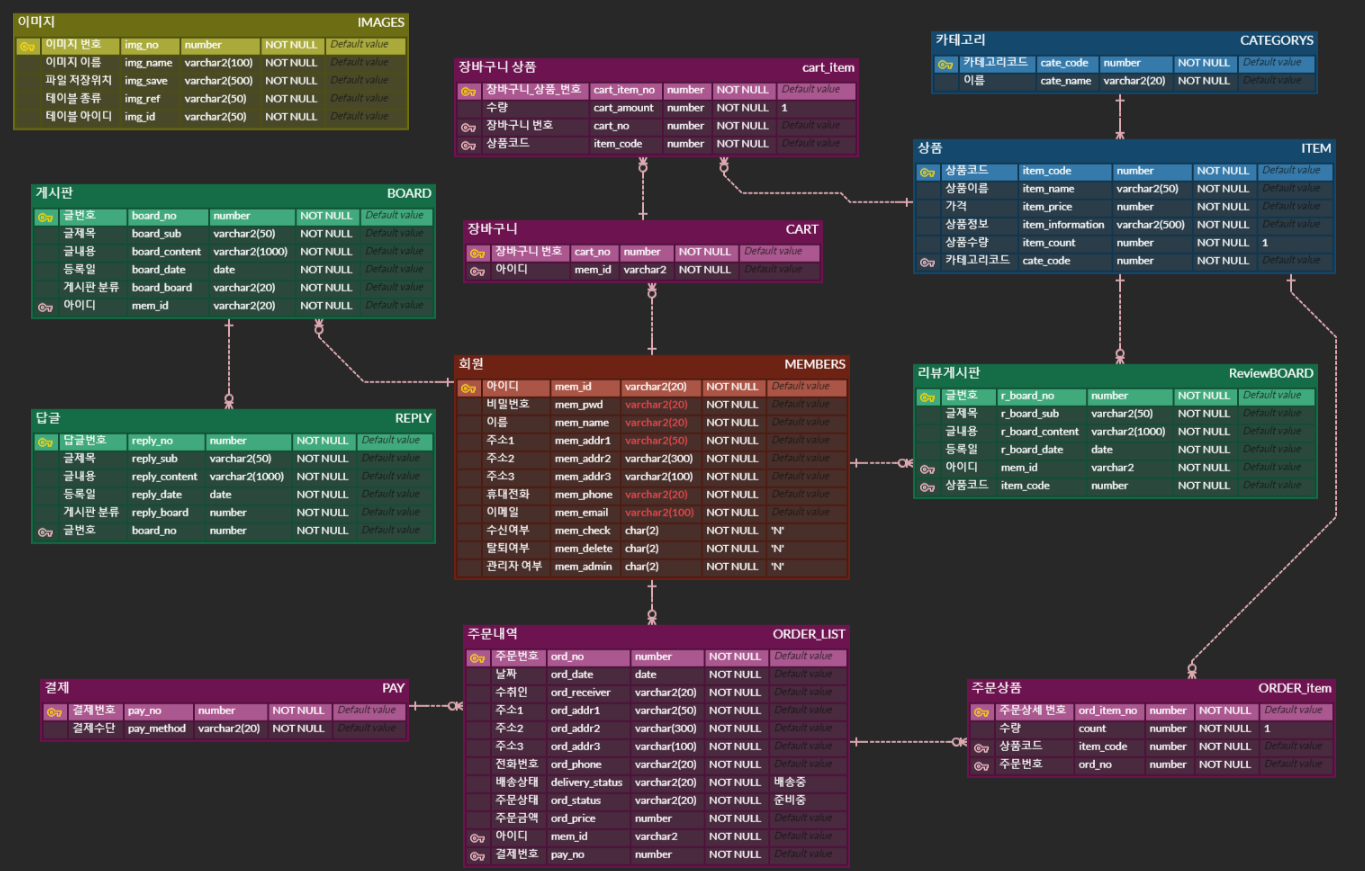 이미지 IMAGES
이미지 번호 img_no number NOT NULL Default value
이미지 이름 img_name varchar2(100) NOT NULL Default value
파일 저장위치 img_save varchar2(500) NOT NULL Default value
테이블 종류 img_ref varchar2(50) NOT NULL Default value
테이블 아이디 img_id varchar2(50) NOT NULL Default value
장바구니 상품 cart_item
장바구니_상품_번호 cart_item_no number NOT NULL Default value
수량 cart_amount number NOT NULL 1
장바구니 번호 cart_no number NOT NULL Default value
상품코드 item_code number NOT NULL Default value
카테고리 CATEGORYS
카테고리코드 cate_code number NOT NULL Default value
이름 cate_name varchar2(20) NOT NULL Default value
상품 ITEM
상품코드 item_code number NOT NULL Default value
상품이름 item_name varchar2(50) NOT NULL Default value
가격 item_price number NOT NULL Default value
상품정보 item_information varchar2(500) NOT NULL Default value
상품수량 item_count number NOT NULL 1
카테고리코드 cate_code number NOT NULL Default value
게시판 BOARD
글번호 board_no number NOT NULL Default value
글제목 board_sub varchar2(50) NOT NULL Default value
글내용 board_content varchar2(1000) NOT NULL Default value
등록일 board_date date NOT NULL Default value
게시판 분류 board_board varchar2(20) NOT NULL Default value
아이디 mem_id varchar2(20) NOT NULL Default value
장바구니 CART
장바구니 번호 cart_no number NOT NULL Default value
아이디 mem_id varchar2 NOT NULL Default value
회원 MEMBERS
아이디 mem_id varchar2(20) NOT NULL Default value
비밀번호 mem_pwd varchar2(20) NOT NULL Default value
이름 mem_name varchar2(20) NOT NULL Default value
주소1 mem_addr1 varchar2(50) NOT NULL Default value
주소2 mem_addr2 varchar2(300) NOT NULL Default value
주소3 mem_addr3 varchar2(100) NOT NULL Default value
휴대전화 mem_phone varchar2(20) NOT NULL Default value
이메일 mem_email varchar2(100) NOT NULL Default value
수신여부 mem_check char(2) NOT NULL 'N'
탈퇴여부 mem_delete char(2) NOT NULL 'N'
관리자 여부 mem_admin char(2) NOT NULL 'N'
리뷰게시판 ReviewBOARD
글번호 r_board_no number NOT NULL Default value
글제목 r_board_sub varchar2(50) NOT NULL Default value
글내용 r_board_content varchar2(1000) NOT NULL Default value
등록일 r_board_date date NOT NULL Default value
아이디 mem_id varchar2 NOT NULL Default value
상품코드 item_code number NOT NULL Default value
답글 REPLY
답글번호 reply_no number NOT NULL Default value
글제목 reply_sub varchar2(50) NOT NULL Default value
글내용 reply_content varchar2(1000) NOT NULL Default value
등록일 reply_date date NOT NULL Default value
게시판 분류 reply_board number NOT NULL Default value
글번호 board_no number NOT NULL Default value
주문내역 ORDER_LIST
주문번호 ord_no number NOT NULL Default value
날짜 ord_date date NOT NULL Default value
수취인 ord_receiver varchar2(20) NOT NULL Default value
주소1 ord_addr1 varchar2(50) NOT NULL Default value
주소2 ord_addr2 varchar(300) NOT NULL Default value
주소3 ord_addr3 varchar(100) NOT NULL Default value
전화번호 ord_phone varchar2(20) NOT NULL Default value
배송상태 delivery_status varchar2(20) NOT NULL 배송중
주문상태 ord_status varchar2(20) NOT NULL 준비중
주문금액 ord_price number NOT NULL Default value
아이디 mem_id varchar2 NOT NULL Default value
결제번호 pay_no number NOT NULL Default value
결제 PAY
결제번호 pay_no number NOT NULL Default value
결제수단 pay_method varchar2(20) NOT NULL Default value
주문상품 ORDER_item
주문상세 번호 ord_item_no number NOT NULL Default value
수량 count number NOT NULL 1
상품코드 item_code number NOT NULL Default value
주문번호 ord_no number NOT NULL Default value